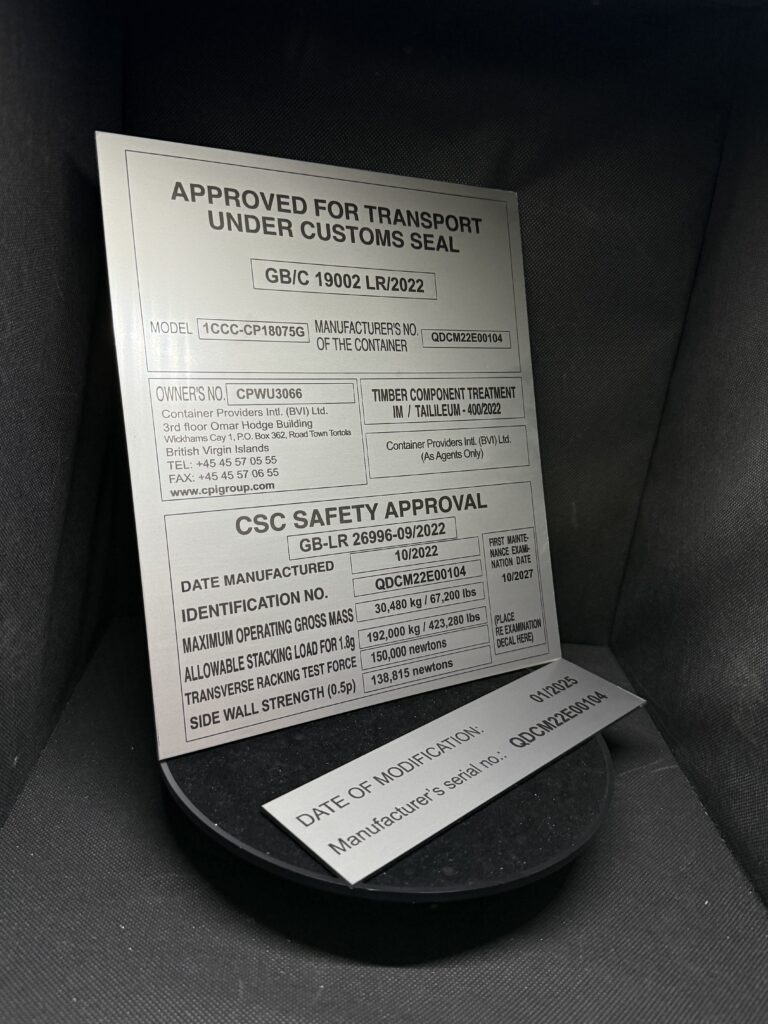 APPROVED FOR TRANSPORT
UNDER CUSTOMS SEAL
GB/C 19002 LR/2022
MODEL 1CCC-CP18075G
MANUFACTURER'S NO.
OF THE CONTAINER
QDCM22E00104
OWNER'S NO. CPWU3066
Container Providers Intl. (BVI) Ltd.
3rd floor Omar Hodge Building
Wickhams Cay 1, P.O. Box 362, Road Town Tortola
British Virgin Islands
TEL: +45 45 57 05 55
FAX: +45 45 57 06 55
www.cpigroup.com
TIMBER COMPONENT TREATMENT
IM / TAILILEUM - 400/2022
Container Providers Intl. (BVI) Ltd.
(As Agents Only)
CSC SAFETY APPROVAL
GB-LR 26996-09/2022
DATE MANUFACTURED 10/2022
IDENTIFICATION NO. QDCM22E00104
MAXIMUM OPERATING GROSS MASS 30,480 kg / 67,200 lbs
ALLOWABLE STACKING LOAD FOR 1.8g 192,000 kg / 423,280 lbs
TRANSVERSE RACKING TEST FORCE 150,000 newtons
SIDE WALL STRENGTH (0.5p) 138,815 newtons
FIRST MAINTE-
NANCE EXAMI-
NATION DATE
10/2027
(PLACE
RE EXAMINATION
DECAL HERE)
DATE OF MODIFICATION: 01/2025
Manufacturer's serial no.: QDCM22E00104